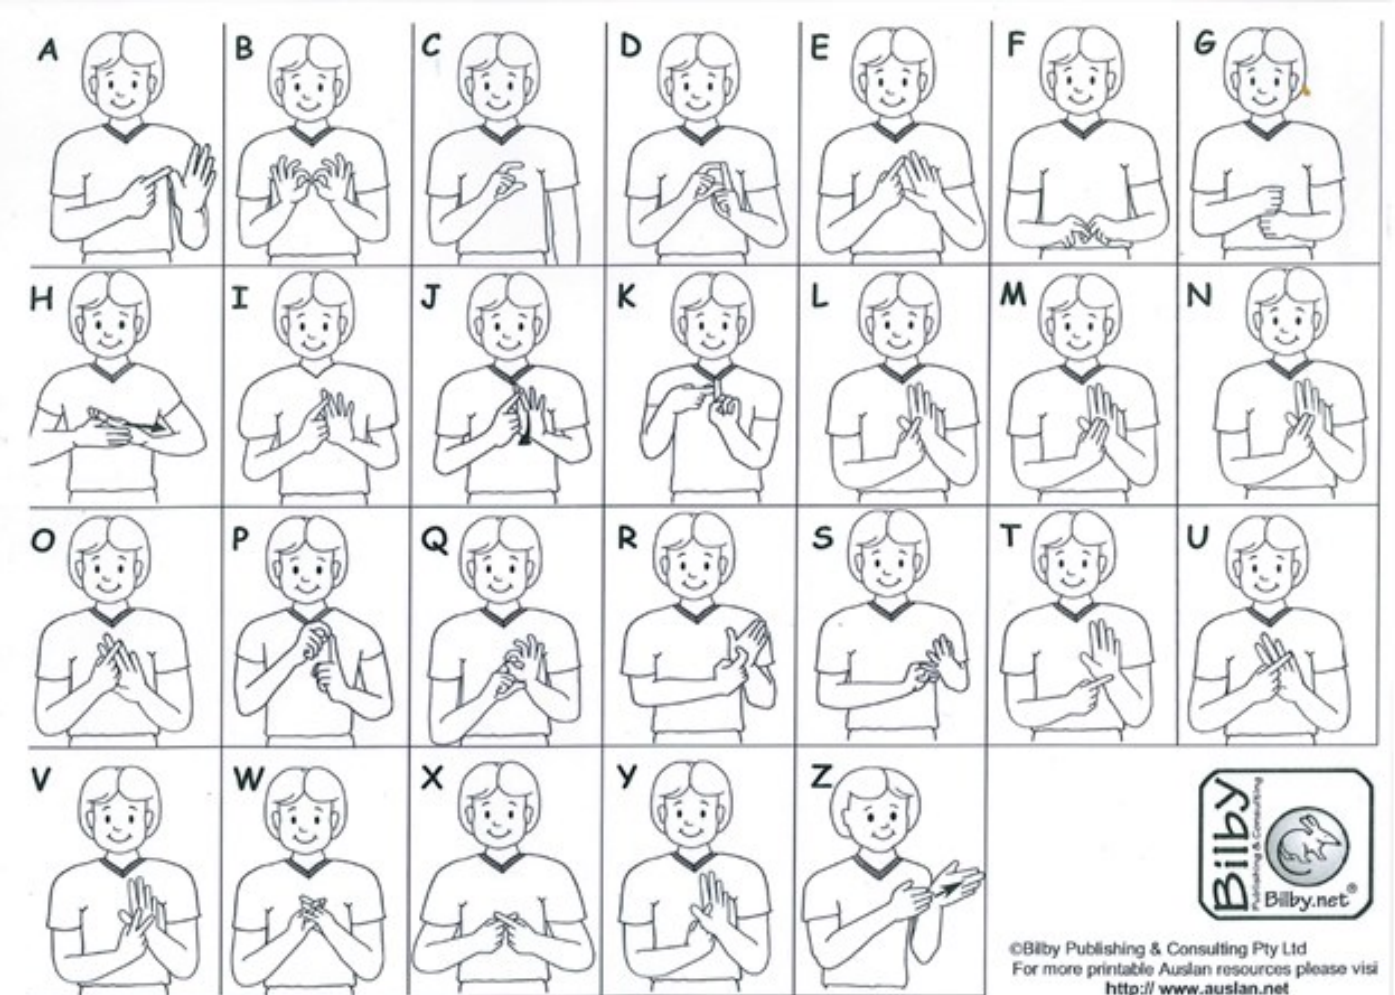 A B C D E F G
H I J K L M N
O P Q R S T U
V W X Y Z
Bilby
Publishing & Consulting
Bilby.net®
©Bilby Publishing & Consulting Pty Ltd
For more printable Auslan resources please visi
http:// www.auslan.net